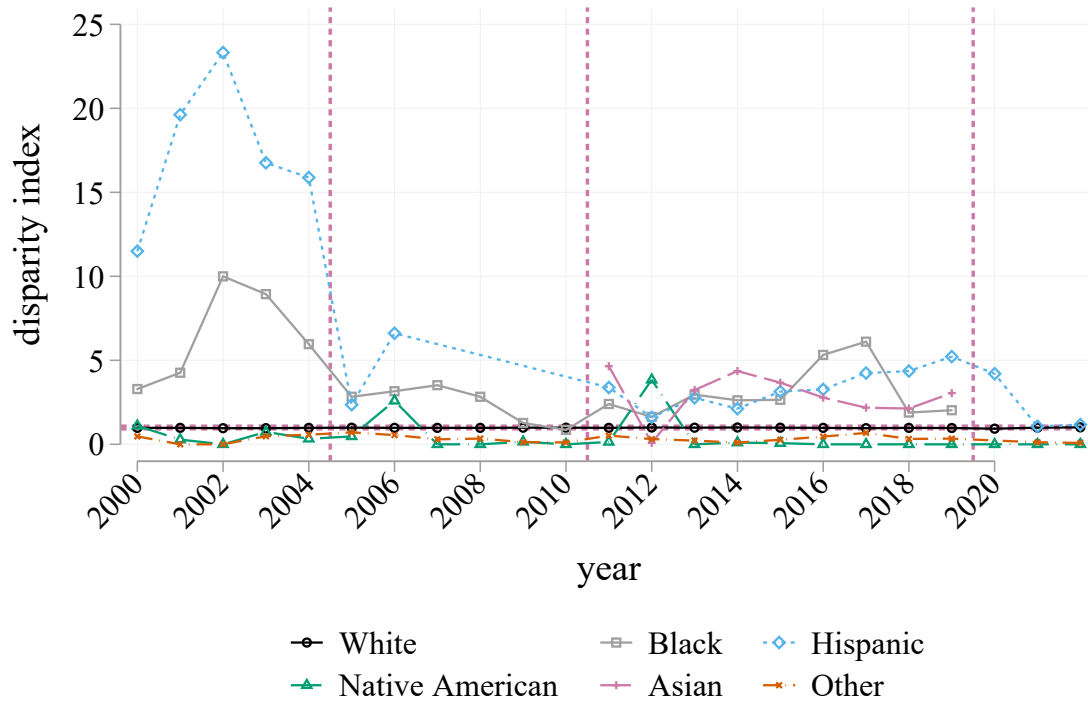 25
20
15
10
5
0
disparity index
2000 2002 2004 2006 2008 2010 2012 2014 2016 2018 2020
year
White Black Hispanic
Native American Asian Other